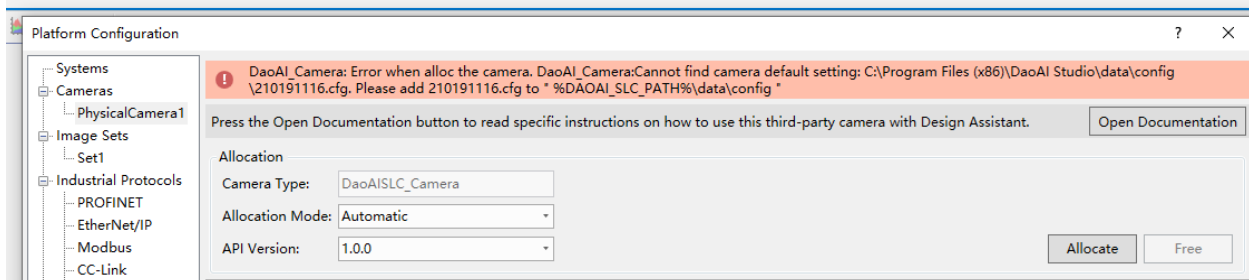 Platform Configuration
?
Systems
Cameras
PhysicalCamera1
Image Sets
Set1
Industrial Protocols
PROFINET
EtherNet/IP
Modbus
CC-Link
DaoAI_Camera: Error when alloc the camera. DaoAI_Camera:Cannot find camera default setting: C:\Program Files (x86)\DaoAI Studio\data\config
\210191116.cfg. Please add 210191116.cfg to " %DAOAI_SLC_PATH%\data\config "
Press the Open Documentation button to read specific instructions on how to use this third-party camera with Design Assistant.
Open Documentation
Allocation
Camera Type: DaoAISLC_Camera
Allocation Mode: Automatic
API Version: 1.0.0
Allocate
Free